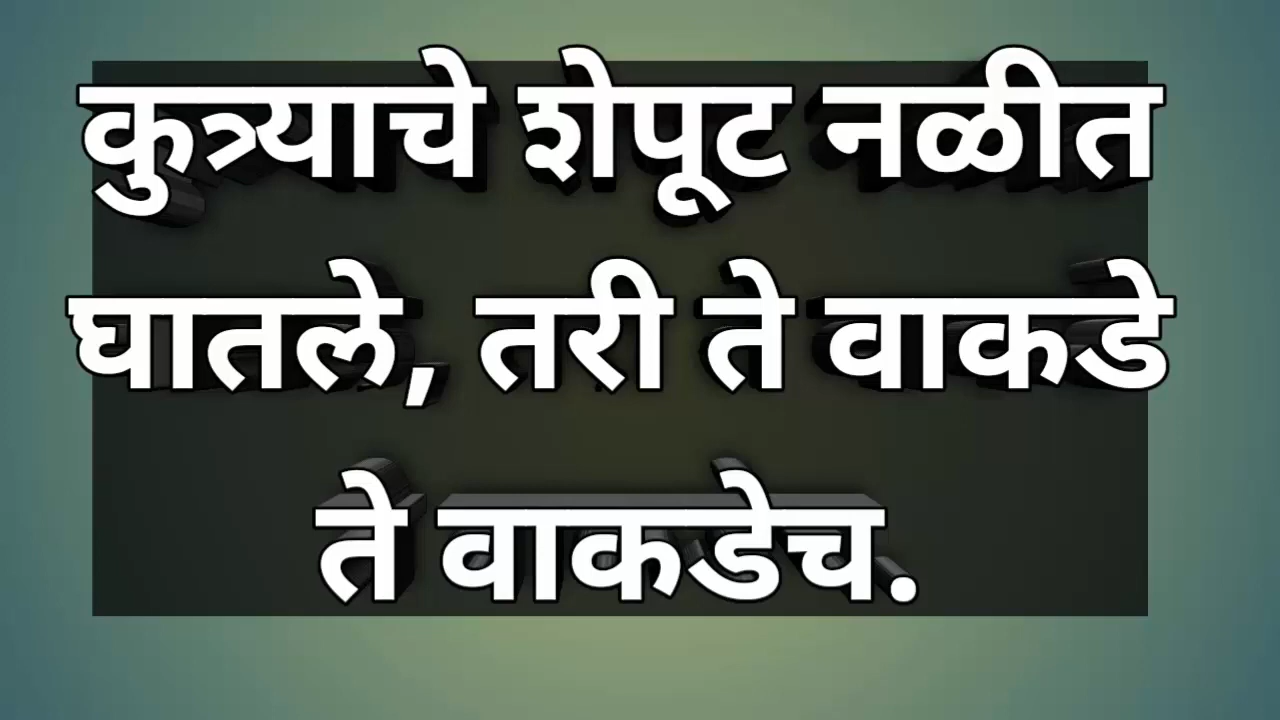 कुत्र्याचे शेपूट नळीत
घातले, तरी ते वाकडे
ते वाकडेच.